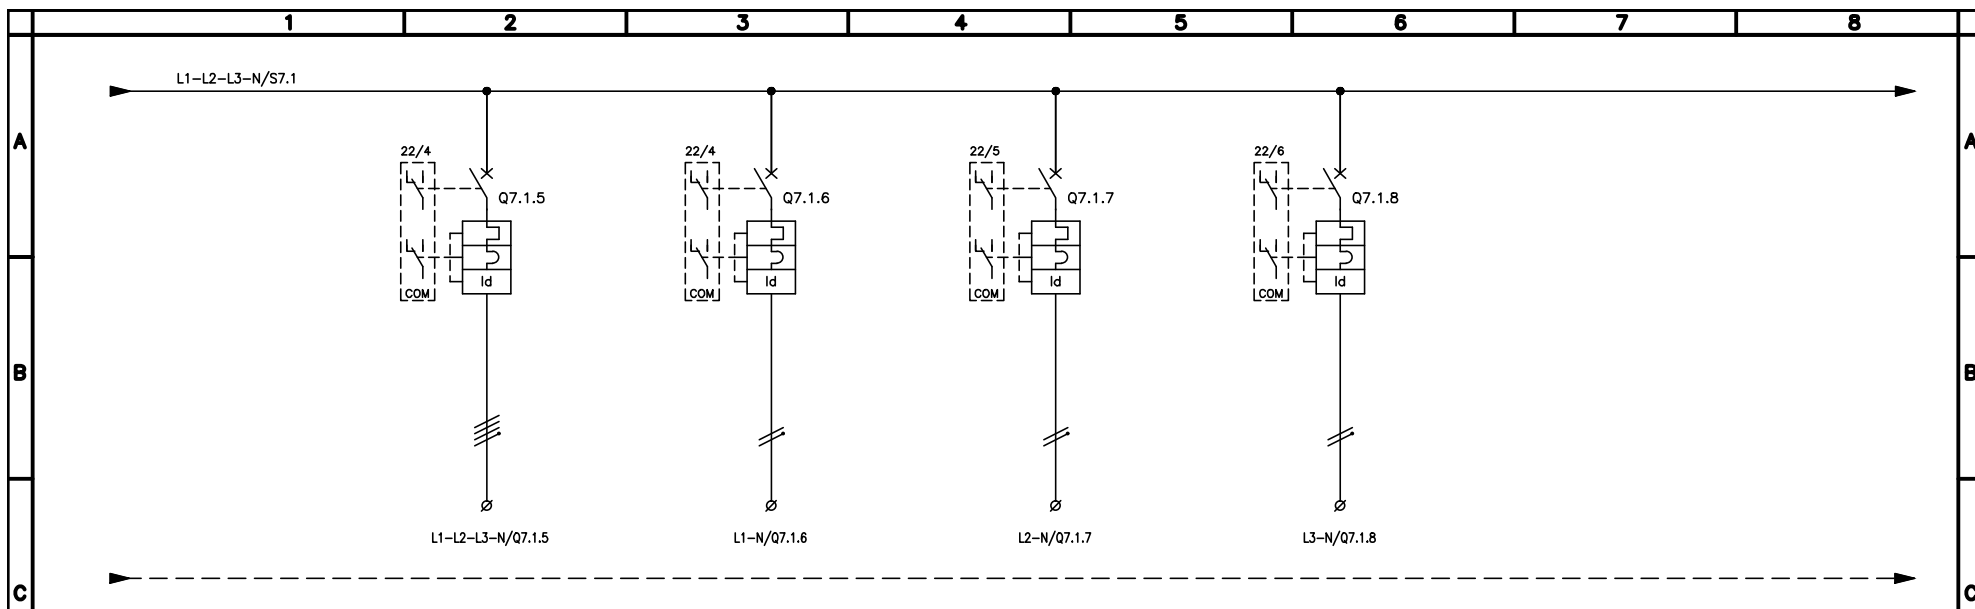 1 2 3 4 5 6 7 8
L1-L2-L3-N/S7.1
A A
22/4 22/4 22/5 22/6
Q7.1.5 Q7.1.6 Q7.1.7 Q7.1.8
Id Id Id Id
COM COM COM COM
B B
L1-L2-L3-N/Q7.1.5 L1-N/Q7.1.6 L2-N/Q7.1.7 L3-N/Q7.1.8
C C